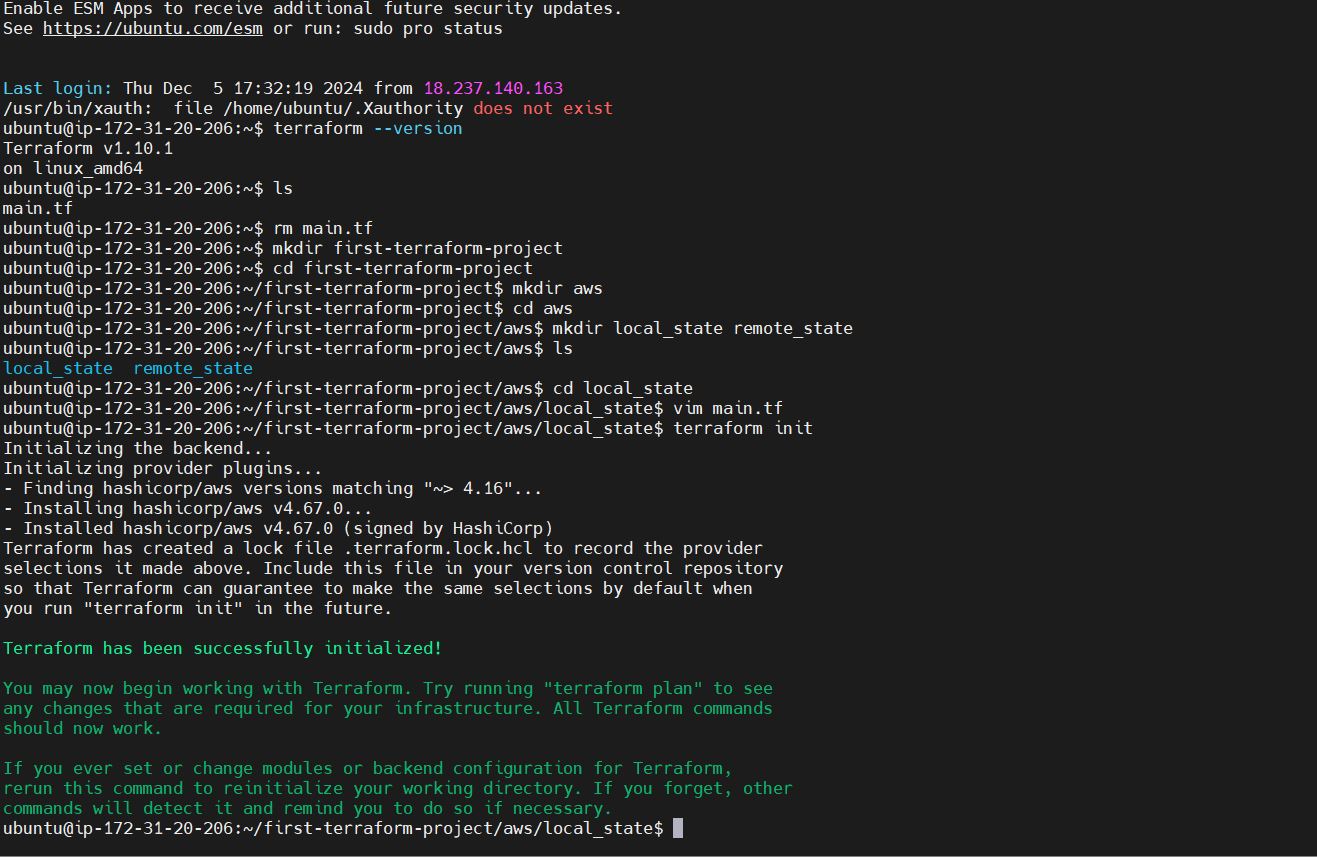 Enable ESM Apps to receive additional future security updates.
See https://ubuntu.com/esm or run: sudo pro status
Last login: Thu Dec  5 17:32:19 2024 from 18.237.140.163
/usr/bin/xauth:  file /home/ubuntu/.Xauthority does not exist
ubuntu@ip-172-31-20-206:~$ terraform --version
Terraform v1.10.1
on linux_amd64
ubuntu@ip-172-31-20-206:~$ ls
main.tf
ubuntu@ip-172-31-20-206:~$ rm main.tf
ubuntu@ip-172-31-20-206:~$ mkdir first-terraform-project
ubuntu@ip-172-31-20-206:~$ cd first-terraform-project
ubuntu@ip-172-31-20-206:~/first-terraform-project$ mkdir aws
ubuntu@ip-172-31-20-206:~/first-terraform-project$ cd aws
ubuntu@ip-172-31-20-206:~/first-terraform-project/aws$ mkdir local_state remote_state
ubuntu@ip-172-31-20-206:~/first-terraform-project/aws$ ls
local_state  remote_state
ubuntu@ip-172-31-20-206:~/first-terraform-project/aws$ cd local_state
ubuntu@ip-172-31-20-206:~/first-terraform-project/aws/local_state$ vim main.tf
ubuntu@ip-172-31-20-206:~/first-terraform-project/aws/local_state$ terraform init
Initializing the backend...
Initializing provider plugins...
- Finding hashicorp/aws versions matching "~> 4.16"...
- Installing hashicorp/aws v4.67.0...
- Installed hashicorp/aws v4.67.0 (signed by HashiCorp)
Terraform has created a lock file .terraform.lock.hcl to record the provider
selections it made above. Include this file in your version control repository
so that Terraform can guarantee to make the same selections by default when
you run "terraform init" in the future.
Terraform has been successfully initialized!
You may now begin working with Terraform. Try running "terraform plan" to see
any changes that are required for your infrastructure. All Terraform commands
should now work.
If you ever set or change modules or backend configuration for Terraform,
rerun this command to reinitialize your working directory. If you forget, other
commands will detect it and remind you to do so if necessary.
ubuntu@ip-172-31-20-206:~/first-terraform-project/aws/local_state$